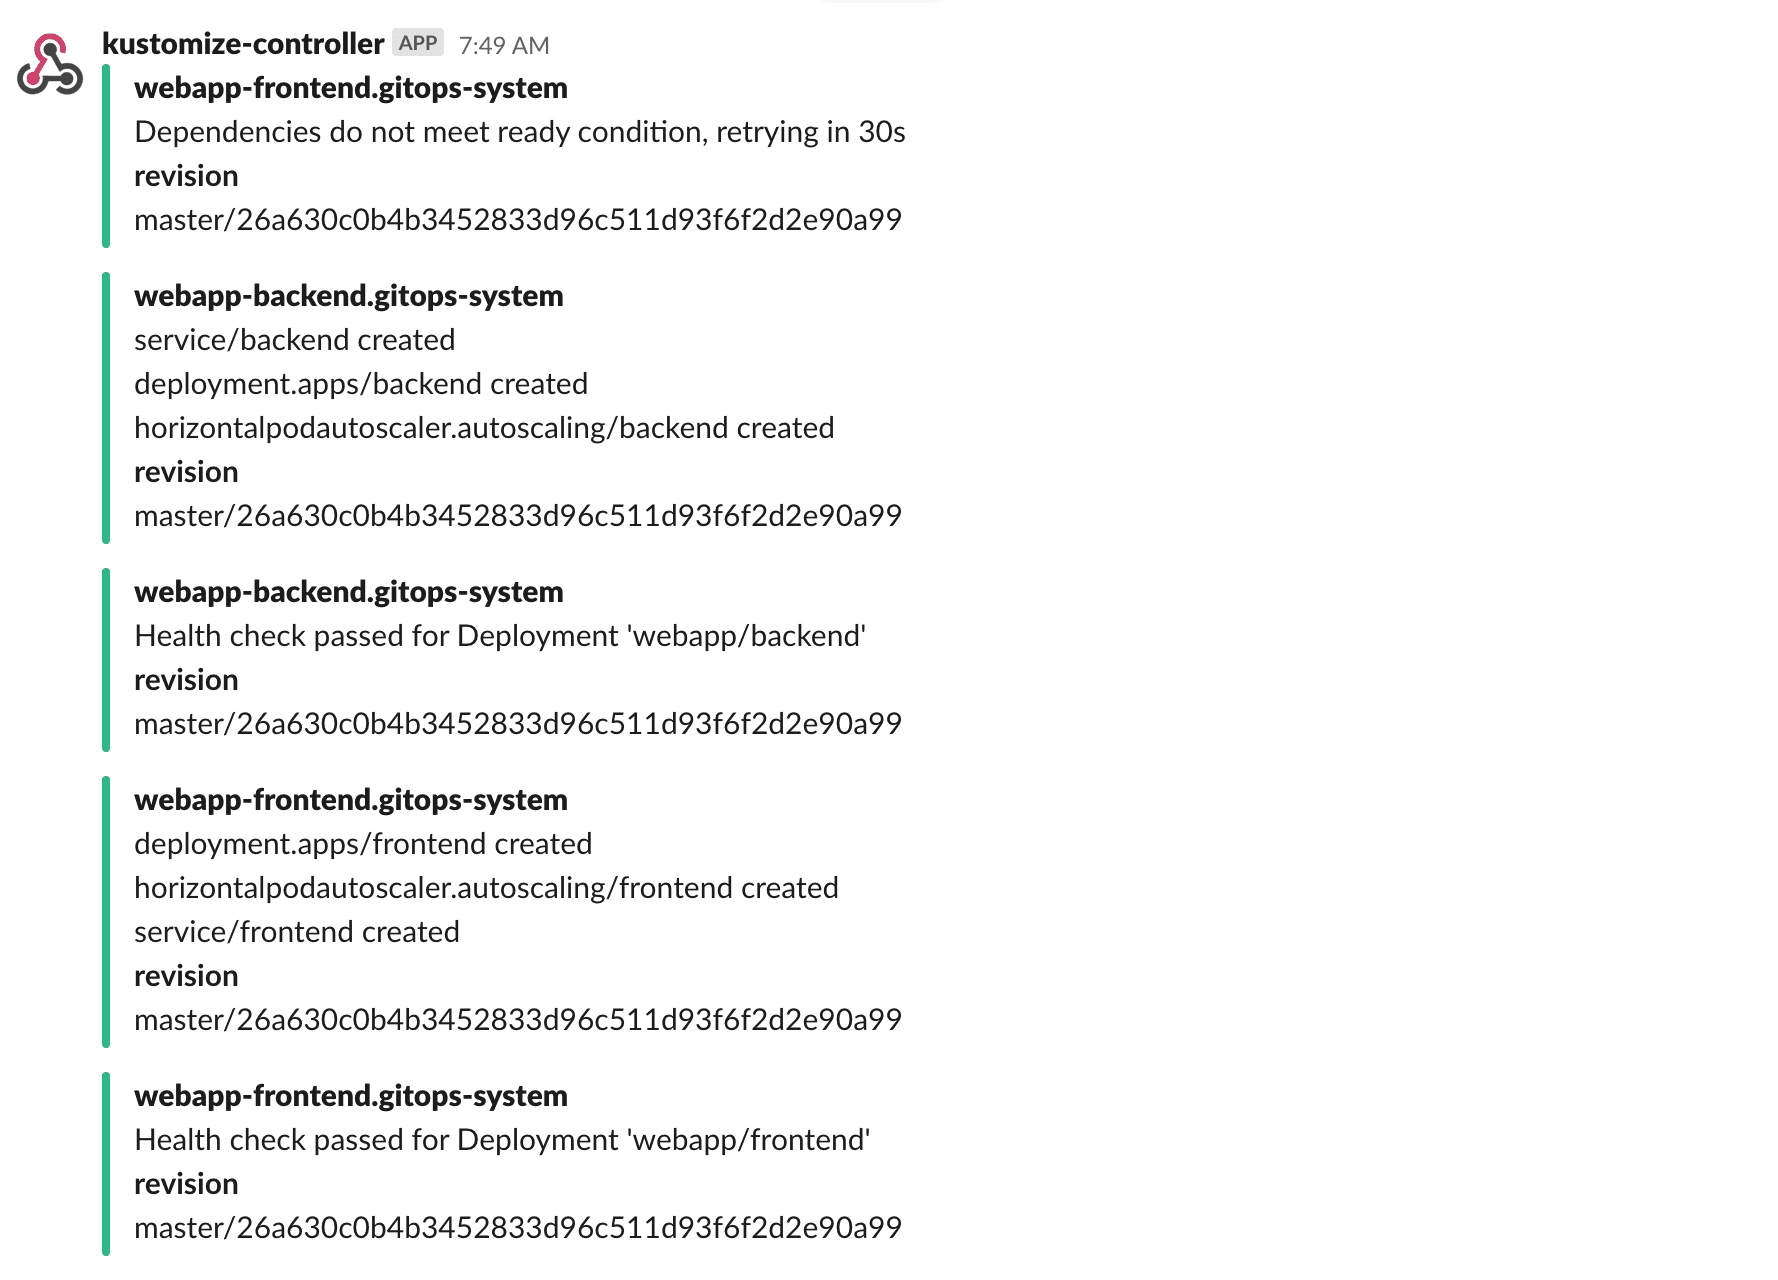 kustomize-controller APP 7:49 AM
webapp-frontend.gitops-system
Dependencies do not meet ready condition, retrying in 30s
revision
master/26a630c0b4b3452833d96c511d93f6f2d2e90a99
webapp-backend.gitops-system
service/backend created
deployment.apps/backend created
horizontalpodautoscaler.autoscaling/backend created
revision
master/26a630c0b4b3452833d96c511d93f6f2d2e90a99
webapp-backend.gitops-system
Health check passed for Deployment 'webapp/backend'
revision
master/26a630c0b4b3452833d96c511d93f6f2d2e90a99
webapp-frontend.gitops-system
deployment.apps/frontend created
horizontalpodautoscaler.autoscaling/frontend created
service/frontend created
revision
master/26a630c0b4b3452833d96c511d93f6f2d2e90a99
webapp-frontend.gitops-system
Health check passed for Deployment 'webapp/frontend'
revision
master/26a630c0b4b3452833d96c511d93f6f2d2e90a99